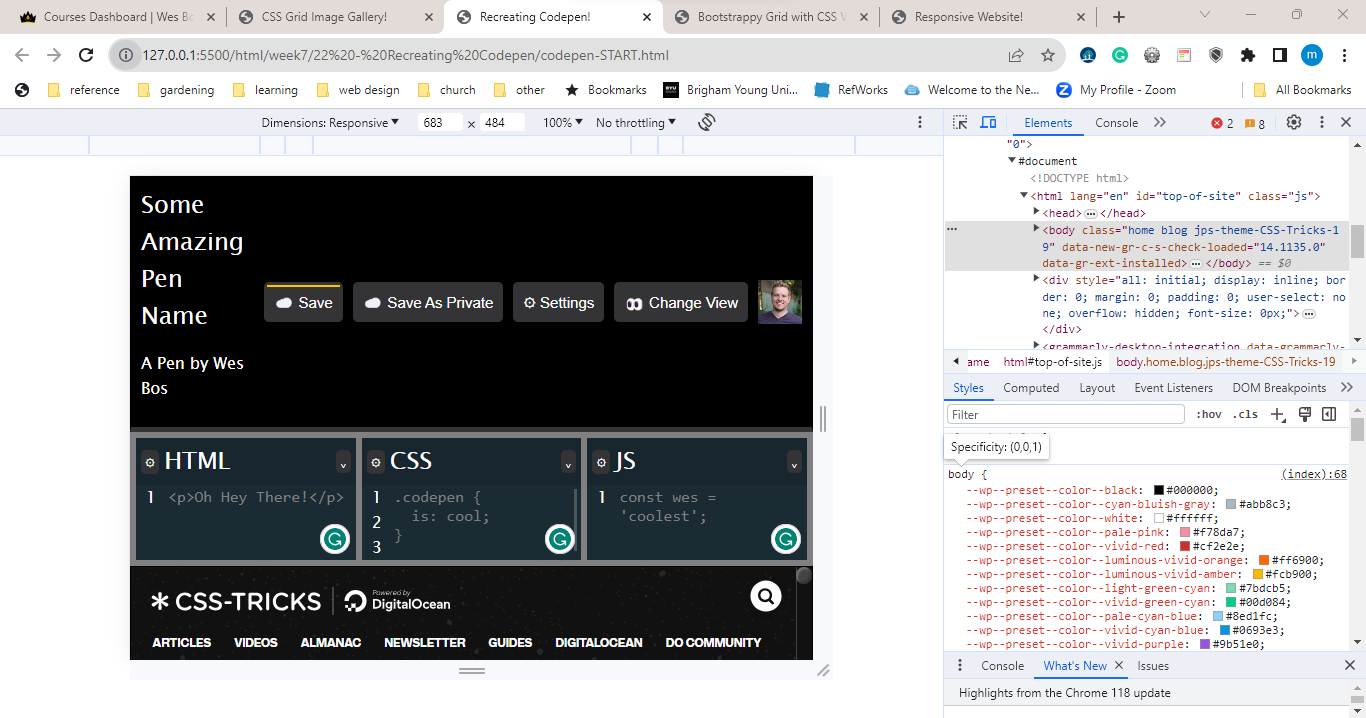 Courses Dashboard | Wes Bo
CSS Grid Image Gallery!
Recreating Codepen!
Bootstrappy Grid with CSS V
Responsive Website!
127.0.0.1:5500/html/week7/22%20-%20Recreating%20Codepen/codepen-START.html
m
reference
gardening
learning
web design
church
other
Bookmarks
Brigham Young Uni...
RefWorks
Welcome to the Ne...
My Profile - Zoom
All Bookmarks
Dimensions: Responsive
683 x 484
100%
No throttling
Elements
Console
2
8
Some
Amazing
Pen
Name
A Pen by Wes
Bos
Save
Save As Private
Settings
Change View
HTML
1 <p>Oh Hey There!</p>
CSS
1 .codepen {
2 is: cool;
3 }
JS
1 const wes =
'coolest';
CSS-TRICKS
Powered by
DigitalOcean
ARTICLES
VIDEOS
ALMANAC
NEWSLETTER
GUIDES
DIGITALOCEAN
DO COMMUNITY
"0">
#document
<!DOCTYPE html>
<html lang="en" id="top-of-site" class="js">
<head> … </head>
<body class="home blog jps-theme-CSS-Tricks-1
9" data-new-gr-c-s-check-loaded="14.1135.0"
data-gr-ext-installed> … </body> == $0
<div style="all: initial; display: inline; bor
der: 0; margin: 0; padding: 0; user-select: no
ne; overflow: hidden; font-size: 0px;"> …
</div>
<grammarly-desktop-integration data-grammarly-
ame
html#top-of-site.js
body.home.blog.jps-theme-CSS-Tricks-19
Styles
Computed
Layout
Event Listeners
DOM Breakpoints
Filter
:hov
.cls
Specificity: (0,0,1)
body {
(index):68
--wp--preset--color--black: #000000;
--wp--preset--color--cyan-bluish-gray: #abb8c3;
--wp--preset--color--white: #ffffff;
--wp--preset--color--pale-pink: #f78da7;
--wp--preset--color--vivid-red: #cf2e2e;
--wp--preset--color--luminous-vivid-orange: #ff6900;
--wp--preset--color--luminous-vivid-amber: #fcb900;
--wp--preset--color--light-green-cyan: #7bdcb5;
--wp--preset--color--vivid-green-cyan: #00d084;
--wp--preset--color--pale-cyan-blue: #8ed1fc;
--wp--preset--color--vivid-cyan-blue: #0693e3;
--wp--preset--color--vivid-purple: #9b51e0;
Console
What's New
Issues
Highlights from the Chrome 118 update